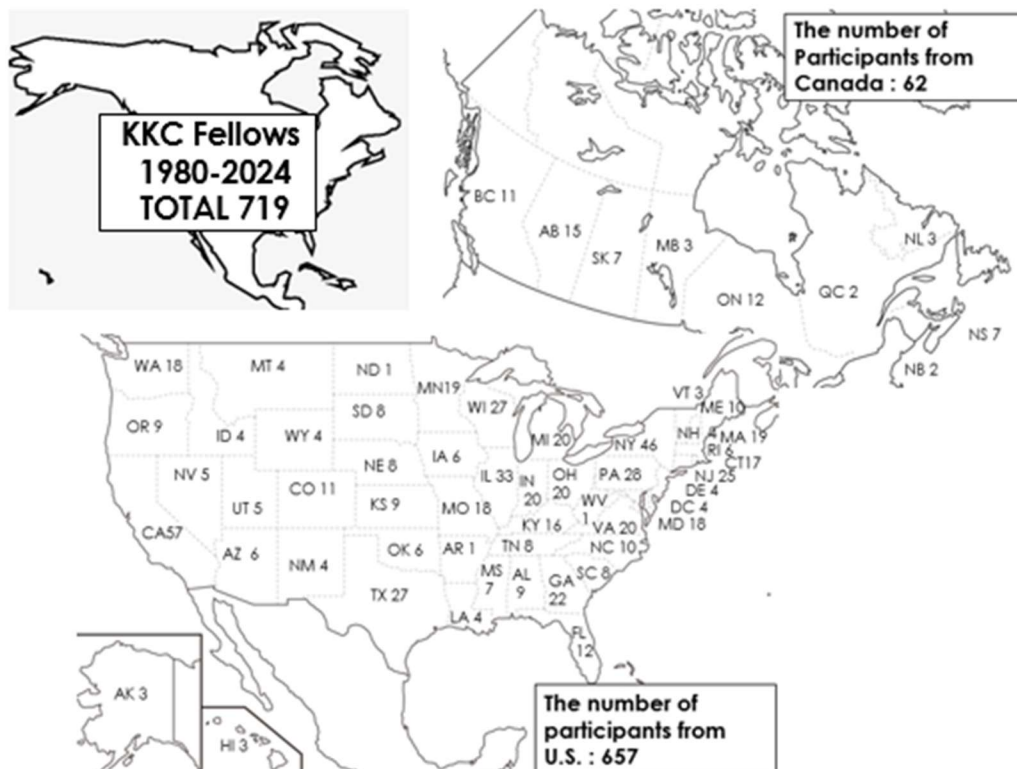 KKC Fellows
1980-2024
TOTAL 719
The number of
Participants from
Canada : 62
BC 11
AB 15
SK 7
MB 3
ON 12
QC 2
NL 3
NS 7
NB 2
WA 18
MT 4
ND 1
MN19
OR 9
ID 4
WY 4
SD 8
WI 27
MI 20
NY 46
VT 3
ME 10
NH 4
MA 19
RI 6
CT17
NV 5
UT 5
CO 11
NE 8
KS 9
IA 6
MO 18
IL 33
IN
20
OH
20
PA 28
NJ 25
DE 4
DC 4
MD 18
WV
1
VA 20
KY 16
CA57
AZ 6
NM 4
OK 6
AR 1
TN 8
NC 10
SC 8
TX 27
LA 4
MS
7
AL
9
GA
22
FL
12
AK 3
HI 3
The number of
participants from
U.S. : 657